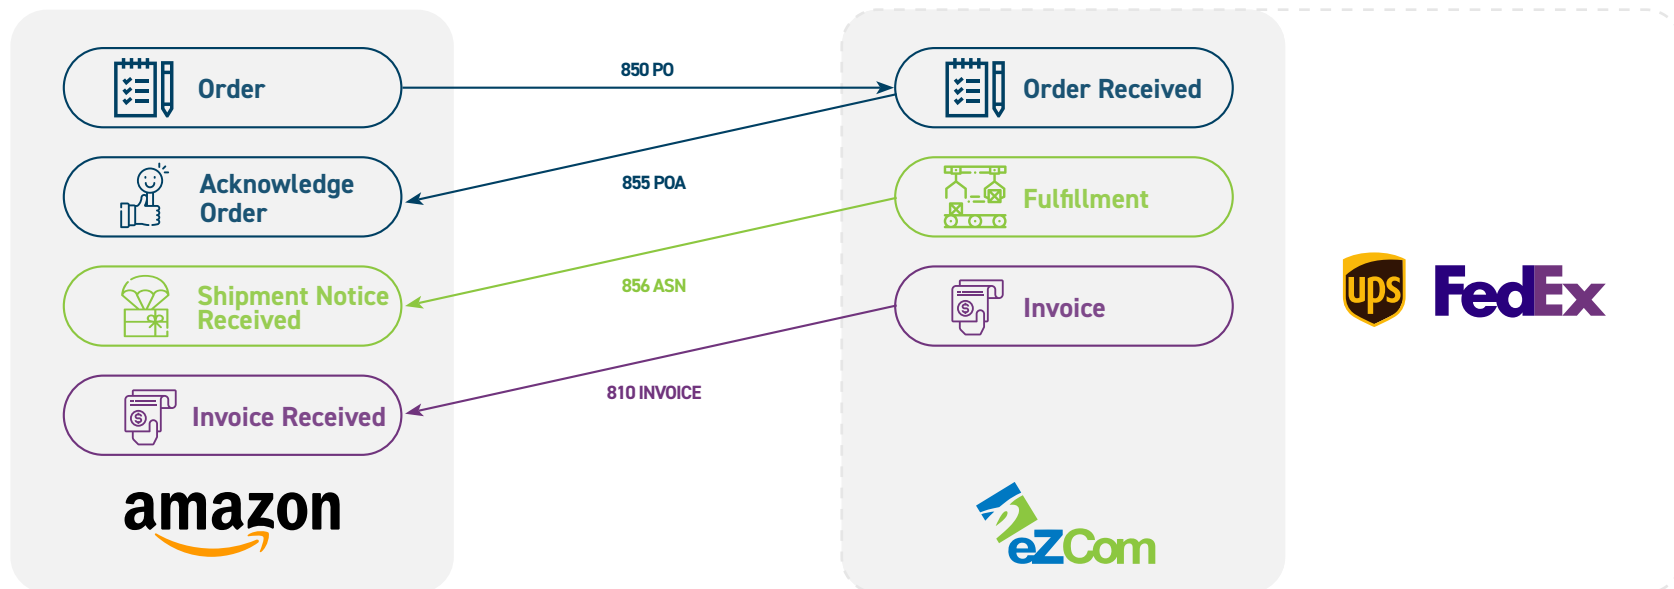 Order
Acknowledge
Order
Shipment Notice
Received
Invoice Received
amazon
850 PO
855 POA
856 ASN
810 INVOICE
Order Received
Fulfillment
Invoice
eZCom
ups
FedEx